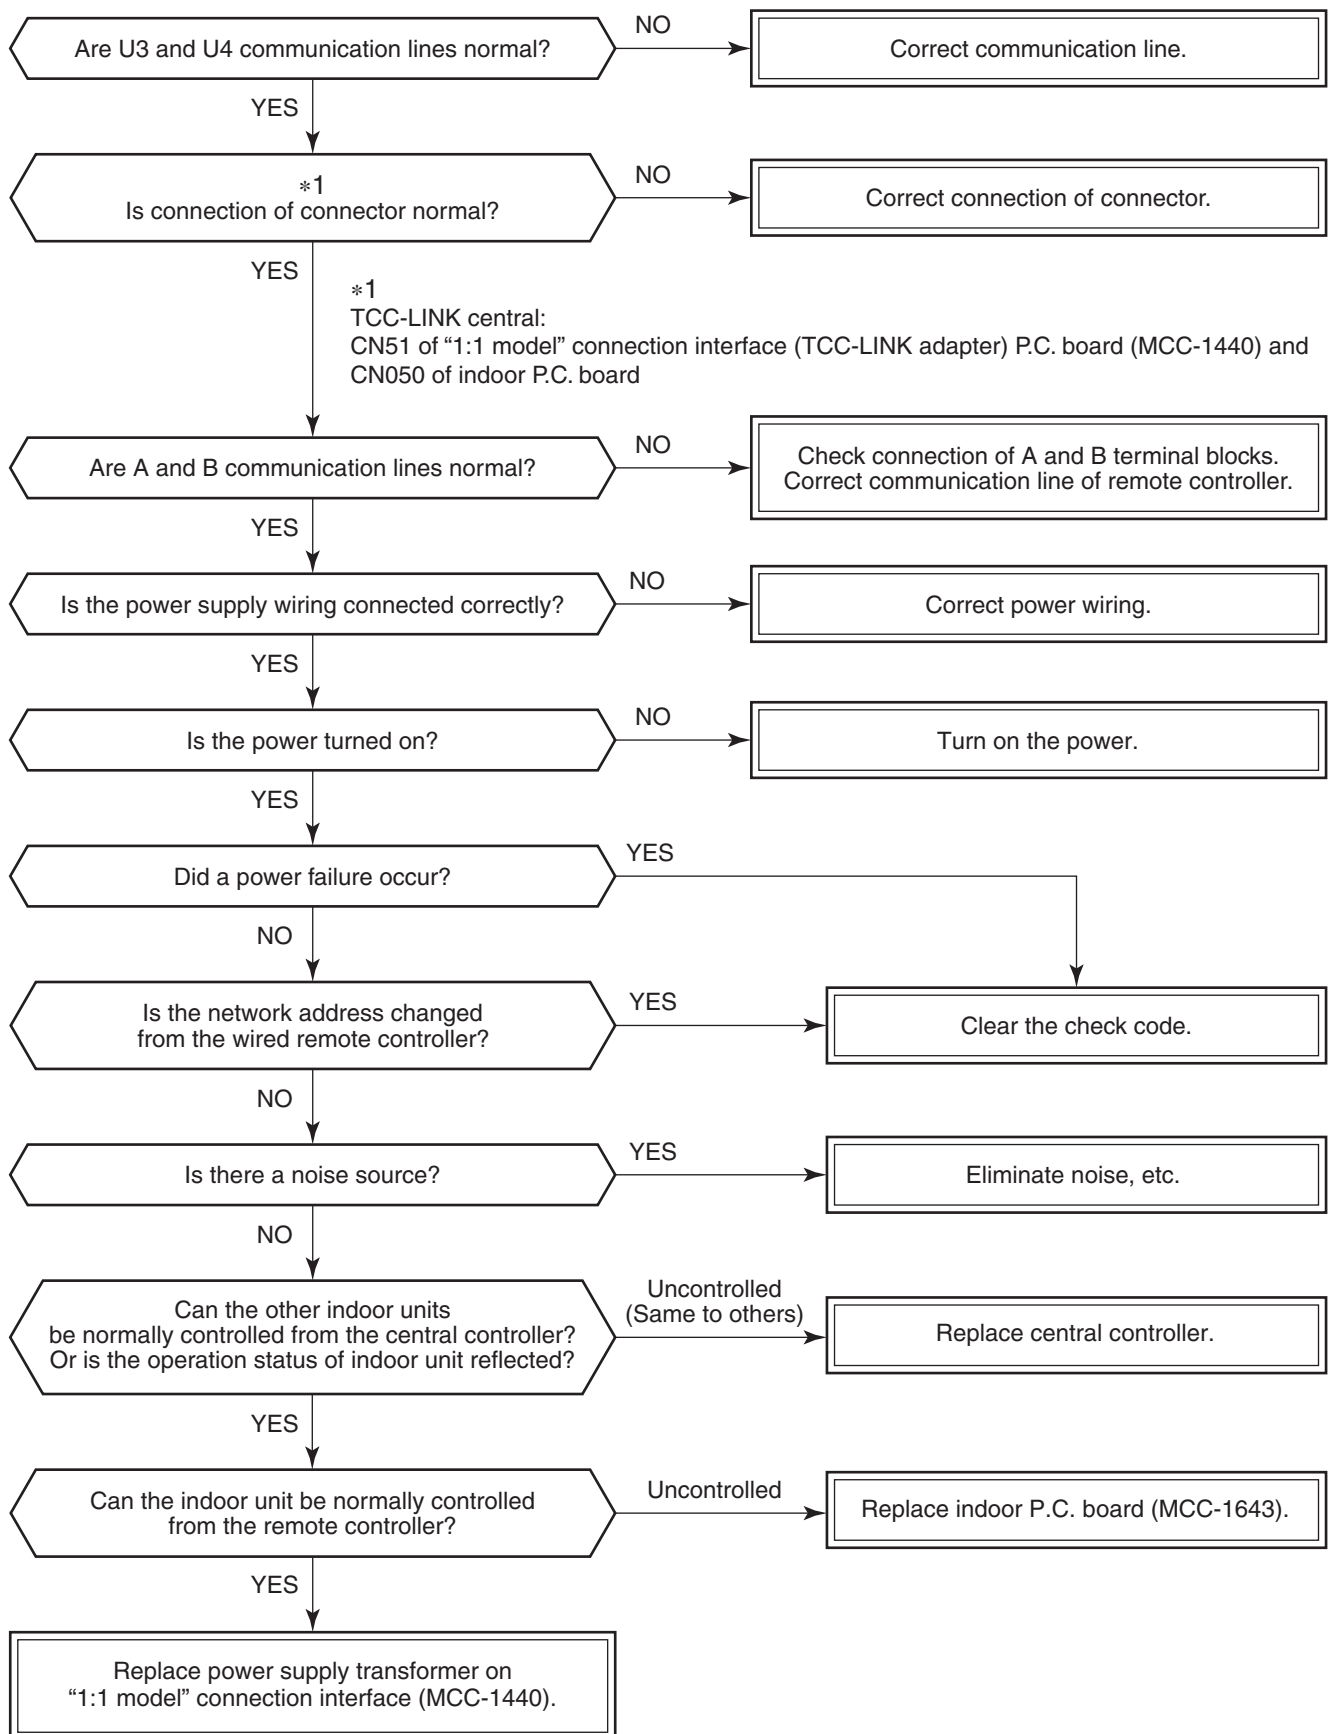 Are U3 and U4 communication lines normal?
NO
Correct communication line.
YES
*1
Is connection of connector normal?
NO
Correct connection of connector.
YES
*1
TCC-LINK central:
CN51 of “1:1 model” connection interface (TCC-LINK adapter) P.C. board (MCC-1440) and
CN050 of indoor P.C. board
Are A and B communication lines normal?
NO
Check connection of A and B terminal blocks.
Correct communication line of remote controller.
YES
Is the power supply wiring connected correctly?
NO
Correct power wiring.
YES
Is the power turned on?
NO
Turn on the power.
YES
Did a power failure occur?
YES
NO
Is the network address changed
from the wired remote controller?
YES
Clear the check code.
NO
Is there a noise source?
YES
Eliminate noise, etc.
NO
Can the other indoor units
be normally controlled from the central controller?
Or is the operation status of indoor unit reflected?
Uncontrolled
(Same to others)
Replace central controller.
YES
Can the indoor unit be normally controlled
from the remote controller?
Uncontrolled
Replace indoor P.C. board (MCC-1643).
YES
Replace power supply transformer on
“1:1 model” connection interface (MCC-1440).